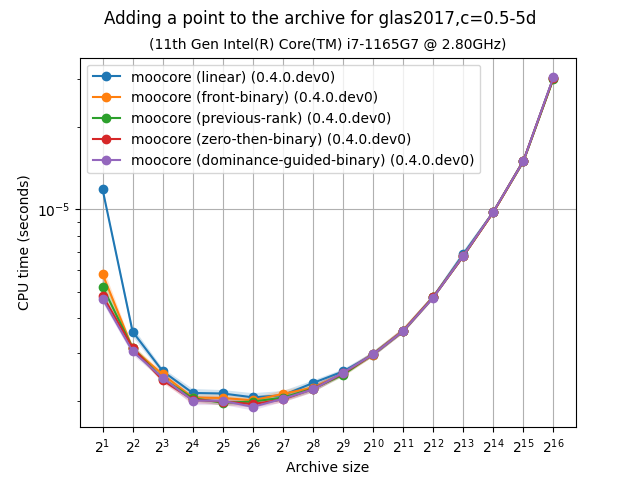 Adding a point to the archive for glas2017,c=0.5-5d
(11th Gen Intel(R) Core(TM) i7-1165G7 @ 2.80GHz)
moocore (linear) (0.4.0.dev0)
moocore (front-binary) (0.4.0.dev0)
moocore (previous-rank) (0.4.0.dev0)
moocore (zero-then-binary) (0.4.0.dev0)
moocore (dominance-guided-binary) (0.4.0.dev0)
CPU time (seconds)
10⁻⁵
2¹ 2² 2³ 2⁴ 2⁵ 2⁶ 2⁷ 2⁸ 2⁹ 2¹⁰ 2¹¹ 2¹² 2¹³ 2¹⁴ 2¹⁵ 2¹⁶
Archive size